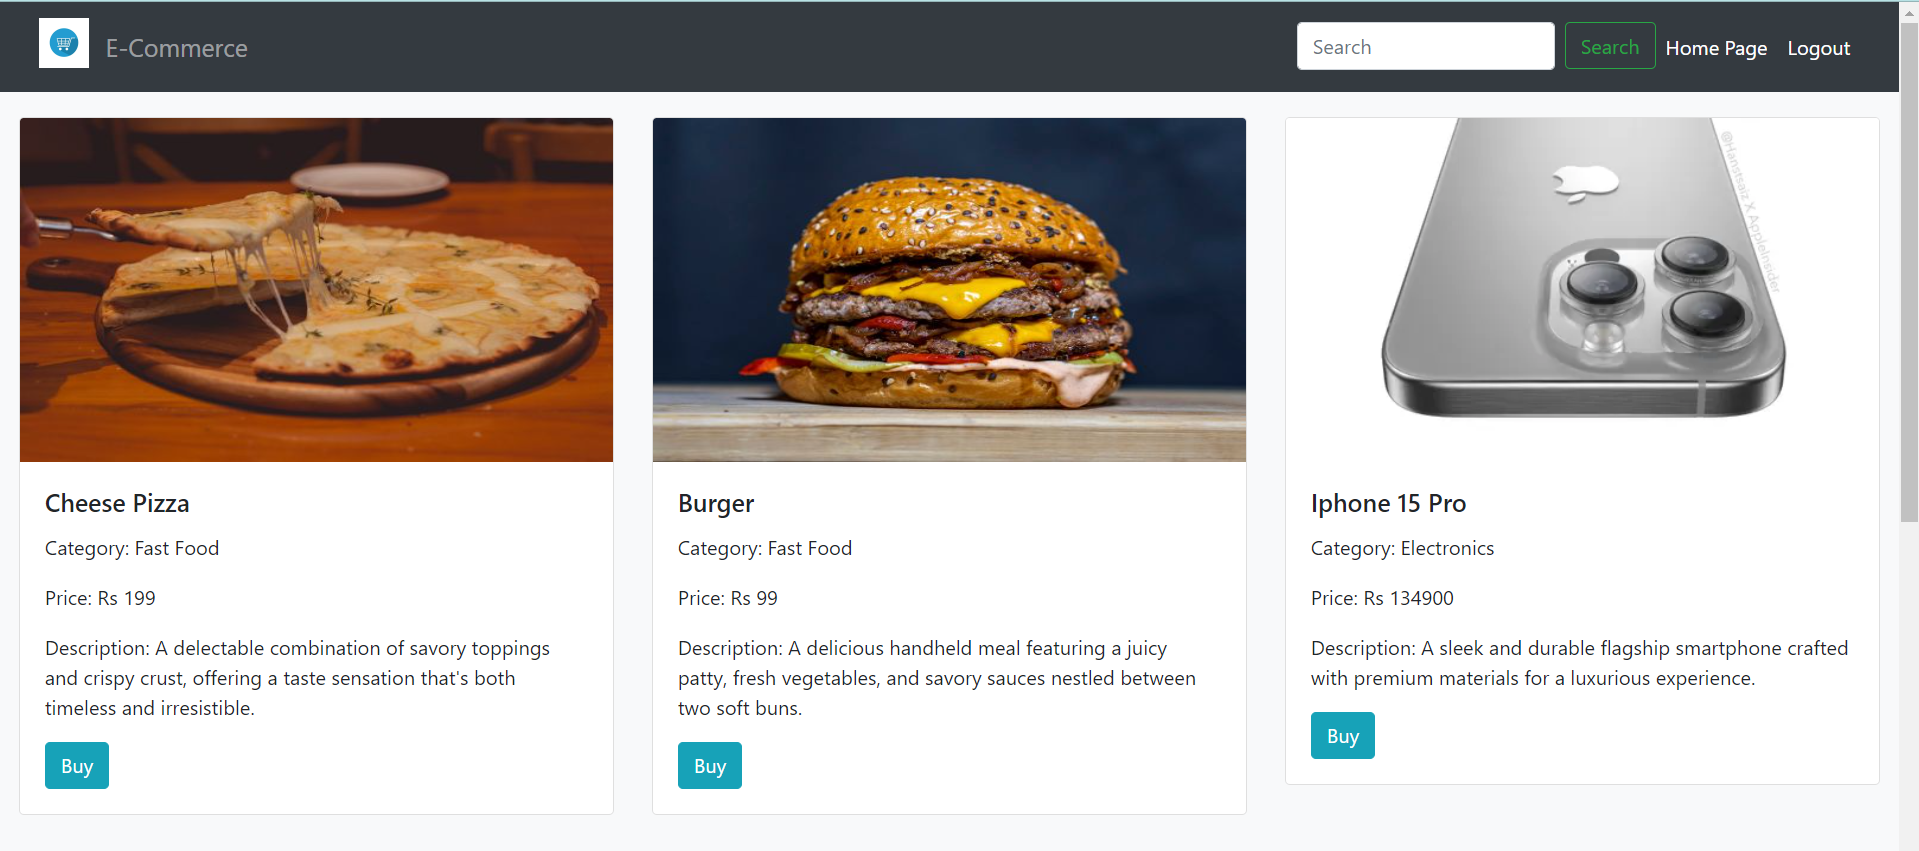 E-Commerce
Search
Search
Home Page
Logout
@Hanstsaiz X AppleInsider
Cheese Pizza
Category: Fast Food
Price: Rs 199
Description: A delectable combination of savory toppings
and crispy crust, offering a taste sensation that's both
timeless and irresistible.
Buy
Burger
Category: Fast Food
Price: Rs 99
Description: A delicious handheld meal featuring a juicy
patty, fresh vegetables, and savory sauces nestled between
two soft buns.
Buy
Iphone 15 Pro
Category: Electronics
Price: Rs 134900
Description: A sleek and durable flagship smartphone crafted
with premium materials for a luxurious experience.
Buy